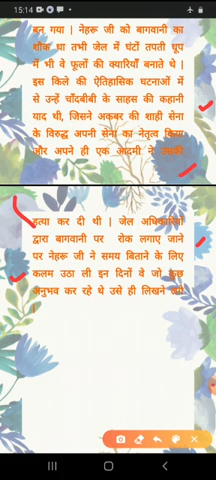 15:14
बन गया | नेहरू जी को बागवानी का
शौक था तभी जेल में घंटों तपती धूप
में भी वे फूलों की क्यारियाँ बनाते थे |
इस किले की ऐतिहासिक घटनाओं में
से उन्हें चाँदबीबी के साहस की कहानी
याद थी, जिसने अकबर की शाही सेना
के विरुद्ध अपनी सेना का नेतृत्व किया
और अपने ही एक आदमी ने उसकी
हत्या कर दी थी | जेल अधिकारियों
द्वारा बागवानी पर रोक लगाए जाने
पर नेहरू जी ने समय बिताने के लिए
कलम उठा ली इन दिनों वे जो कुछ
अनुभव कर रहे थे उसे ही लिखने लगे
|